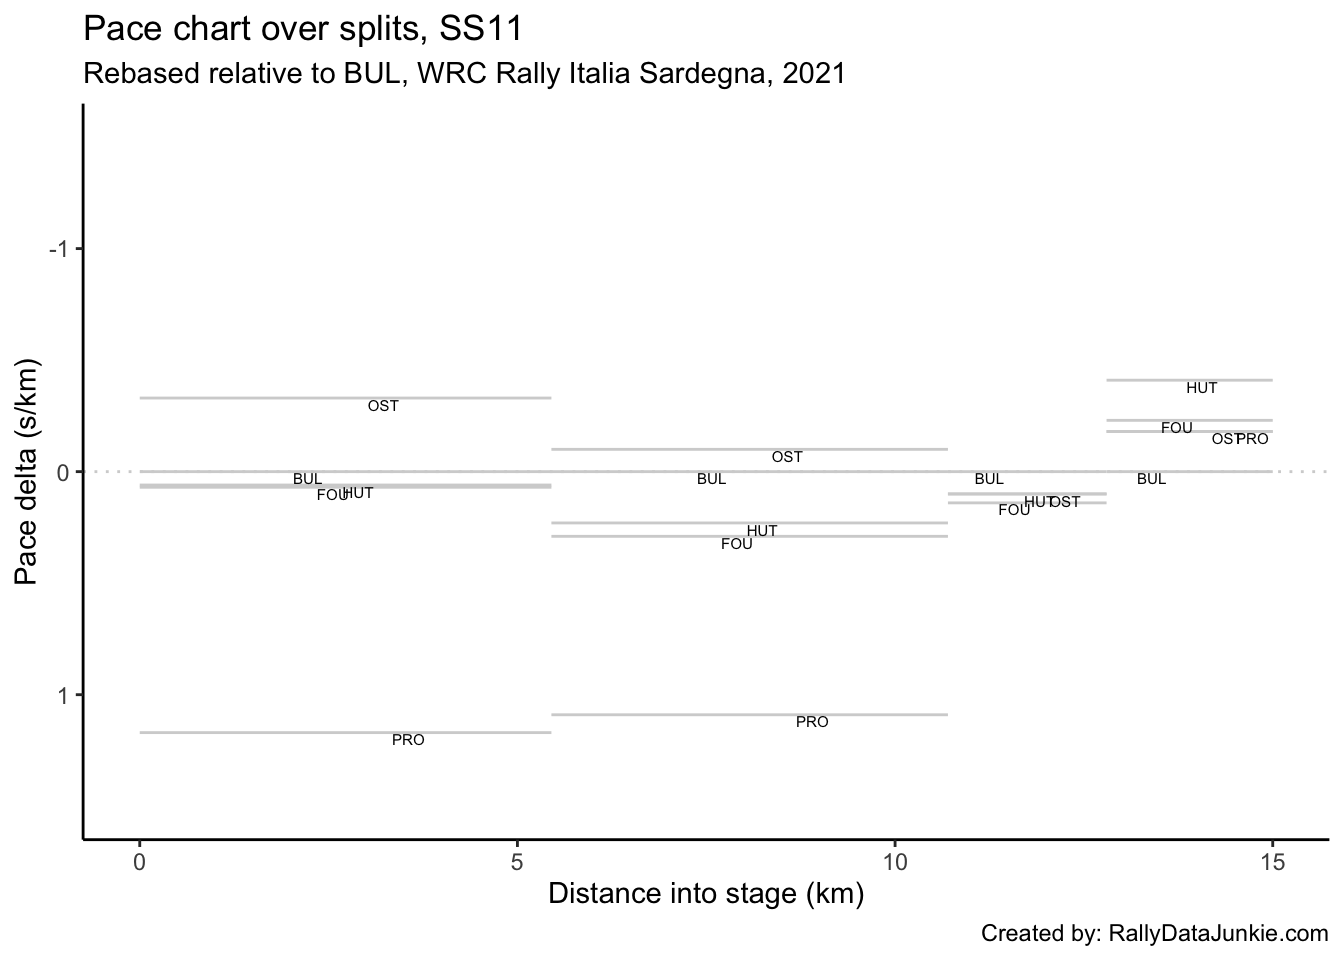 Pace chart over splits, SS11
Rebased relative to BUL, WRC Rally Italia Sardegna, 2021
Pace delta (s/km)
-1
0
1
HUT
OST
FOU
OST PRO
OST
BUL BUL BUL BUL
FOU HUT
HUT OST
FOU
HUT
FOU
PRO
PRO
0 5 10 15
Distance into stage (km)
Created by: RallyDataJunkie.com